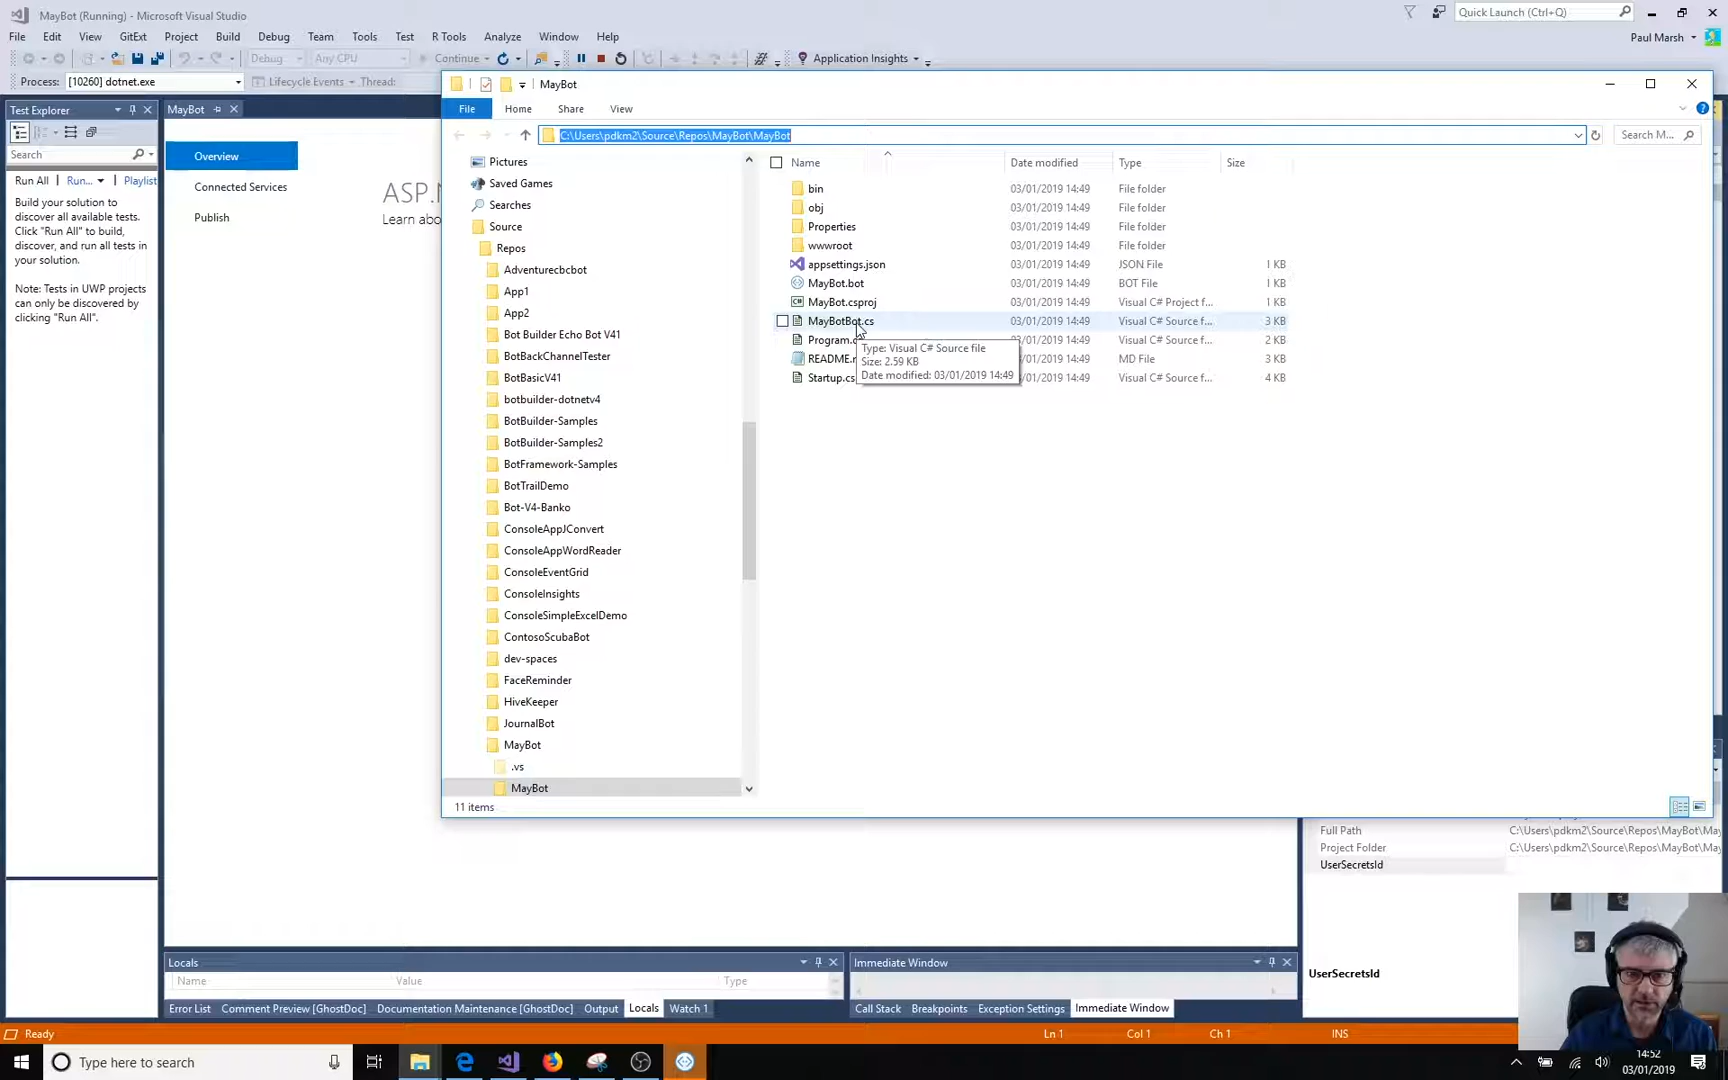 MayBot (Running) - Microsoft Visual Studio
Quick Launch (Ctrl+Q)
File Edit View GitExt Project Build Debug Team Tools Test R Tools Analyze Window Help
Paul Marsh
Debug Any CPU Continue Application Insights
Process: [10260] dotnet.exe Lifecycle Events Thread:
Test Explorer
Search
Run All Run... Playlist
Build your solution to
discover all available tests.
Click "Run All" to build,
discover, and run all tests in
your solution.
Note: Tests in UWP projects
can only be discovered by
clicking "Run All".
MayBot
Overview
Connected Services
Publish
ASP.N
Learn abo
MayBot
File Home Share View
C:\Users\pdkm2\Source\Repos\MayBot\MayBot
Search M...
Pictures
Saved Games
Searches
Source
Repos
Adventurecbcbot
App1
App2
Bot Builder Echo Bot V41
BotBackChannelTester
BotBasicV41
botbuilder-dotnetv4
BotBuilder-Samples
BotBuilder-Samples2
BotFramework-Samples
BotTrailDemo
Bot-V4-Banko
ConsoleAppJConvert
ConsoleAppWordReader
ConsoleEventGrid
ConsoleInsights
ConsoleSimpleExcelDemo
ContosoScubaBot
dev-spaces
FaceReminder
HiveKeeper
JournalBot
MayBot
.vs
MayBot
Name Date modified Type Size
bin 03/01/2019 14:49 File folder
obj 03/01/2019 14:49 File folder
Properties 03/01/2019 14:49 File folder
wwwroot 03/01/2019 14:49 File folder
appsettings.json 03/01/2019 14:49 JSON File 1 KB
MayBot.bot 03/01/2019 14:49 BOT File 1 KB
MayBot.csproj 03/01/2019 14:49 Visual C# Project f... 1 KB
MayBotBot.cs 03/01/2019 14:49 Visual C# Source f... 3 KB
Program.c 1/2019 14:49 Visual C# Source f... 2 KB
README.r 1/2019 14:49 MD File 3 KB
Startup.cs 1/2019 14:49 Visual C# Source f... 4 KB
Type: Visual C# Source file
Size: 2.59 KB
Date modified: 03/01/2019 14:49
11 items
Full Path C:\Users\pdkm2\Source\Repos\MayBot\May
Project Folder C:\Users\pdkm2\Source\Repos\MayBot\May
UserSecretsId
UserSecretsId
Locals
Name Value Type
Immediate Window
Error List Comment Preview [GhostDoc] Documentation Maintenance [GhostDoc] Output Locals Watch 1
Call Stack Breakpoints Exception Settings Immediate Window
Ready Ln 1 Col 1 Ch 1 INS
Type here to search
14:52
03/01/2019